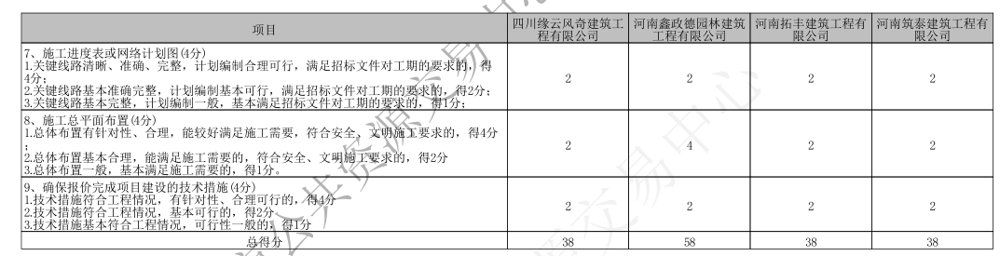 项目 四川缘云风奇建筑工 河南鑫政德园林建筑 河南拓丰建筑工程有 河南筑泰建筑工程有
程有限公司 工程有限公司 限公司 限公司
7、施工进度表或网络计划图(4分)
1.关键线路清晰、准确、完整，计划编制合理可行，满足招标文件对工期的要求的，得
4分；
2.关键线路基本准确完整，计划编制基本可行，满足招标文件对工期的要求的，得2分；
3.关键线路基本完整，计划编制一般，基本满足招标文件对工期的要求的，得1分；
2 2 2 2
8、施工总平面布置(4分)
1.总体布置有针对性、合理，能较好满足施工需要，符合安全、文明施工要求的，得4分
；
2.总体布置基本合理，能满足施工需要的，符合安全、文明施工要求的，得2分
3.总体布置一般，基本满足施工需要的，得1分。
2 4 2 2
9、确保报价完成项目建设的技术措施(4分)
1.技术措施符合工程情况，有针对性、合理可行的，得4分
2.技术措施符合工程情况，基本可行的，得2分
3.技术措施基本符合工程情况，可行性一般的，得1分
2 2 2 2
总得分 38 58 38 38
公共资源交易中心
源交易中心